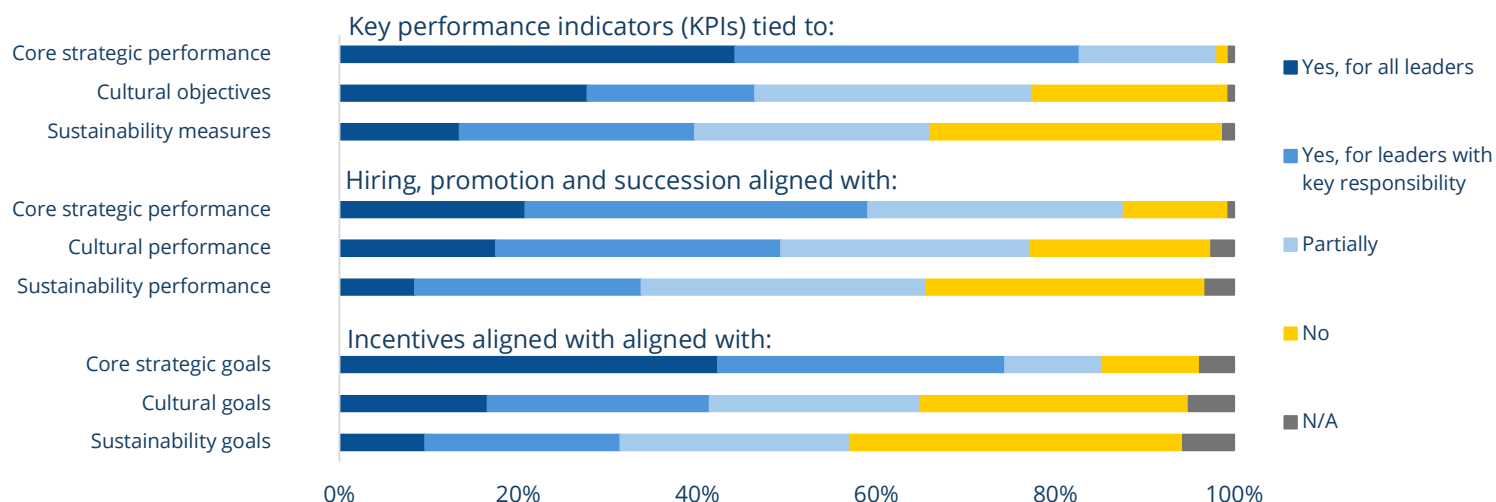 Key performance indicators (KPIs) tied to:
Core strategic performance
Cultural objectives
Sustainability measures
Hiring, promotion and succession aligned with:
Core strategic performance
Cultural performance
Sustainability performance
Incentives aligned with aligned with:
Core strategic goals
Cultural goals
Sustainability goals
0% 20% 40% 60% 80% 100%
Yes, for all leaders
Yes, for leaders with
key responsibility
Partially
No
N/A